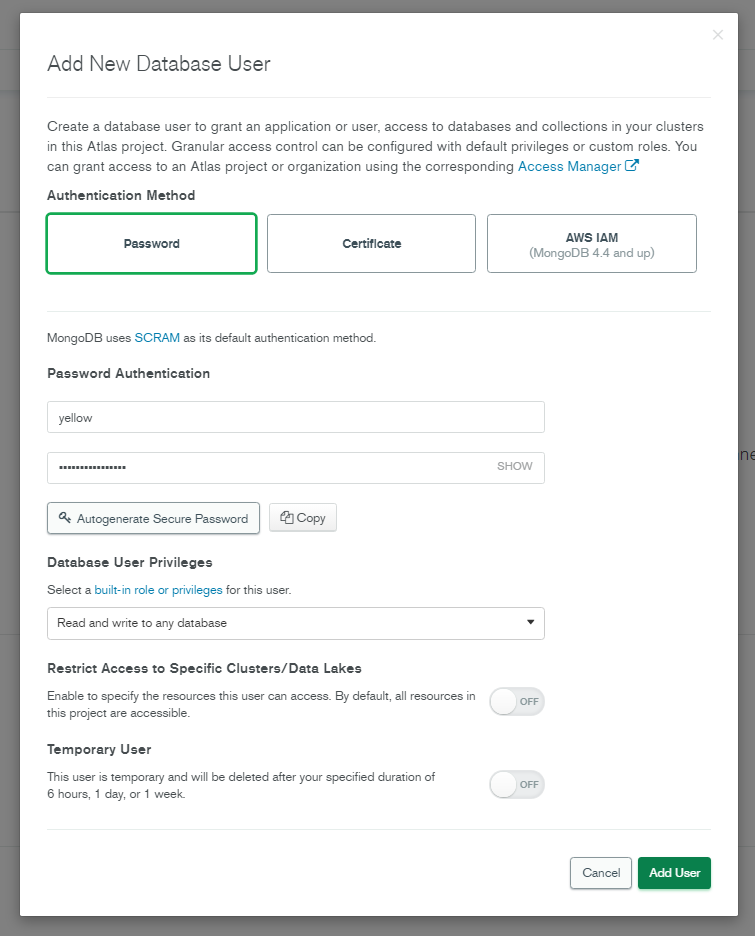 ×
Add New Database User
Create a database user to grant an application or user, access to databases and collections in your clusters
in this Atlas project. Granular access control can be configured with default privileges or custom roles. You
can grant access to an Atlas project or organization using the corresponding Access Manager
Authentication Method
Password
Certificate
AWS IAM
(MongoDB 4.4 and up)
MongoDB uses SCRAM as its default authentication method.
Password Authentication
yellow
•••••••••••••••• SHOW
Autogenerate Secure Password
Copy
Database User Privileges
Select a built-in role or privileges for this user.
Read and write to any database
Restrict Access to Specific Clusters/Data Lakes
Enable to specify the resources this user can access. By default, all resources in
this project are accessible.
OFF
Temporary User
This user is temporary and will be deleted after your specified duration of
6 hours, 1 day, or 1 week.
OFF
Cancel
Add User